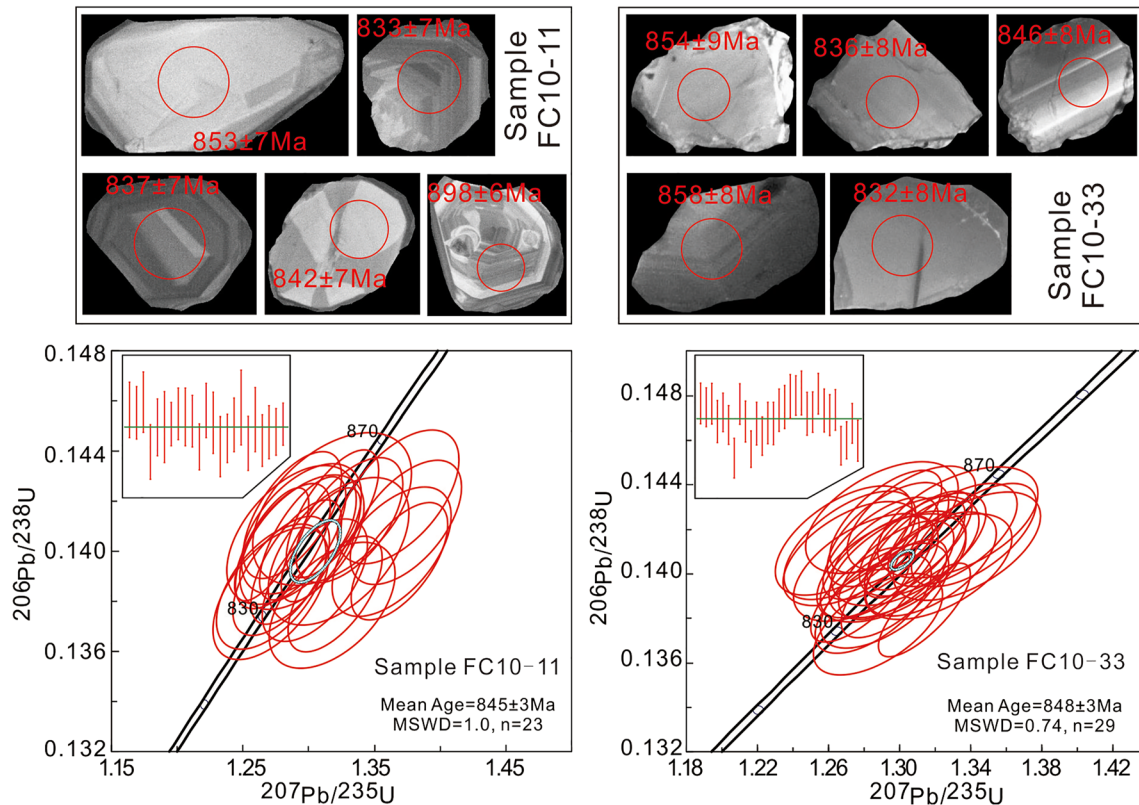 853±7Ma
833±7Ma
Sample
FC10-11
837±7Ma
842±7Ma
898±6Ma
854±9Ma
836±8Ma
846±8Ma
858±8Ma
832±8Ma
Sample
FC10-33
0.148
0.144
0.140
0.136
0.132
206Pb/238U
870
830
Sample FC10-11
Mean Age=845±3Ma
MSWD=1.0, n=23
1.15
1.25
1.35
1.45
207Pb/235U
0.148
0.144
0.140
0.136
0.132
206Pb/238U
870
830
Sample FC10-33
Mean Age=848±3Ma
MSWD=0.74, n=29
1.18
1.22
1.26
1.30
1.34
1.38
1.42
207Pb/235U